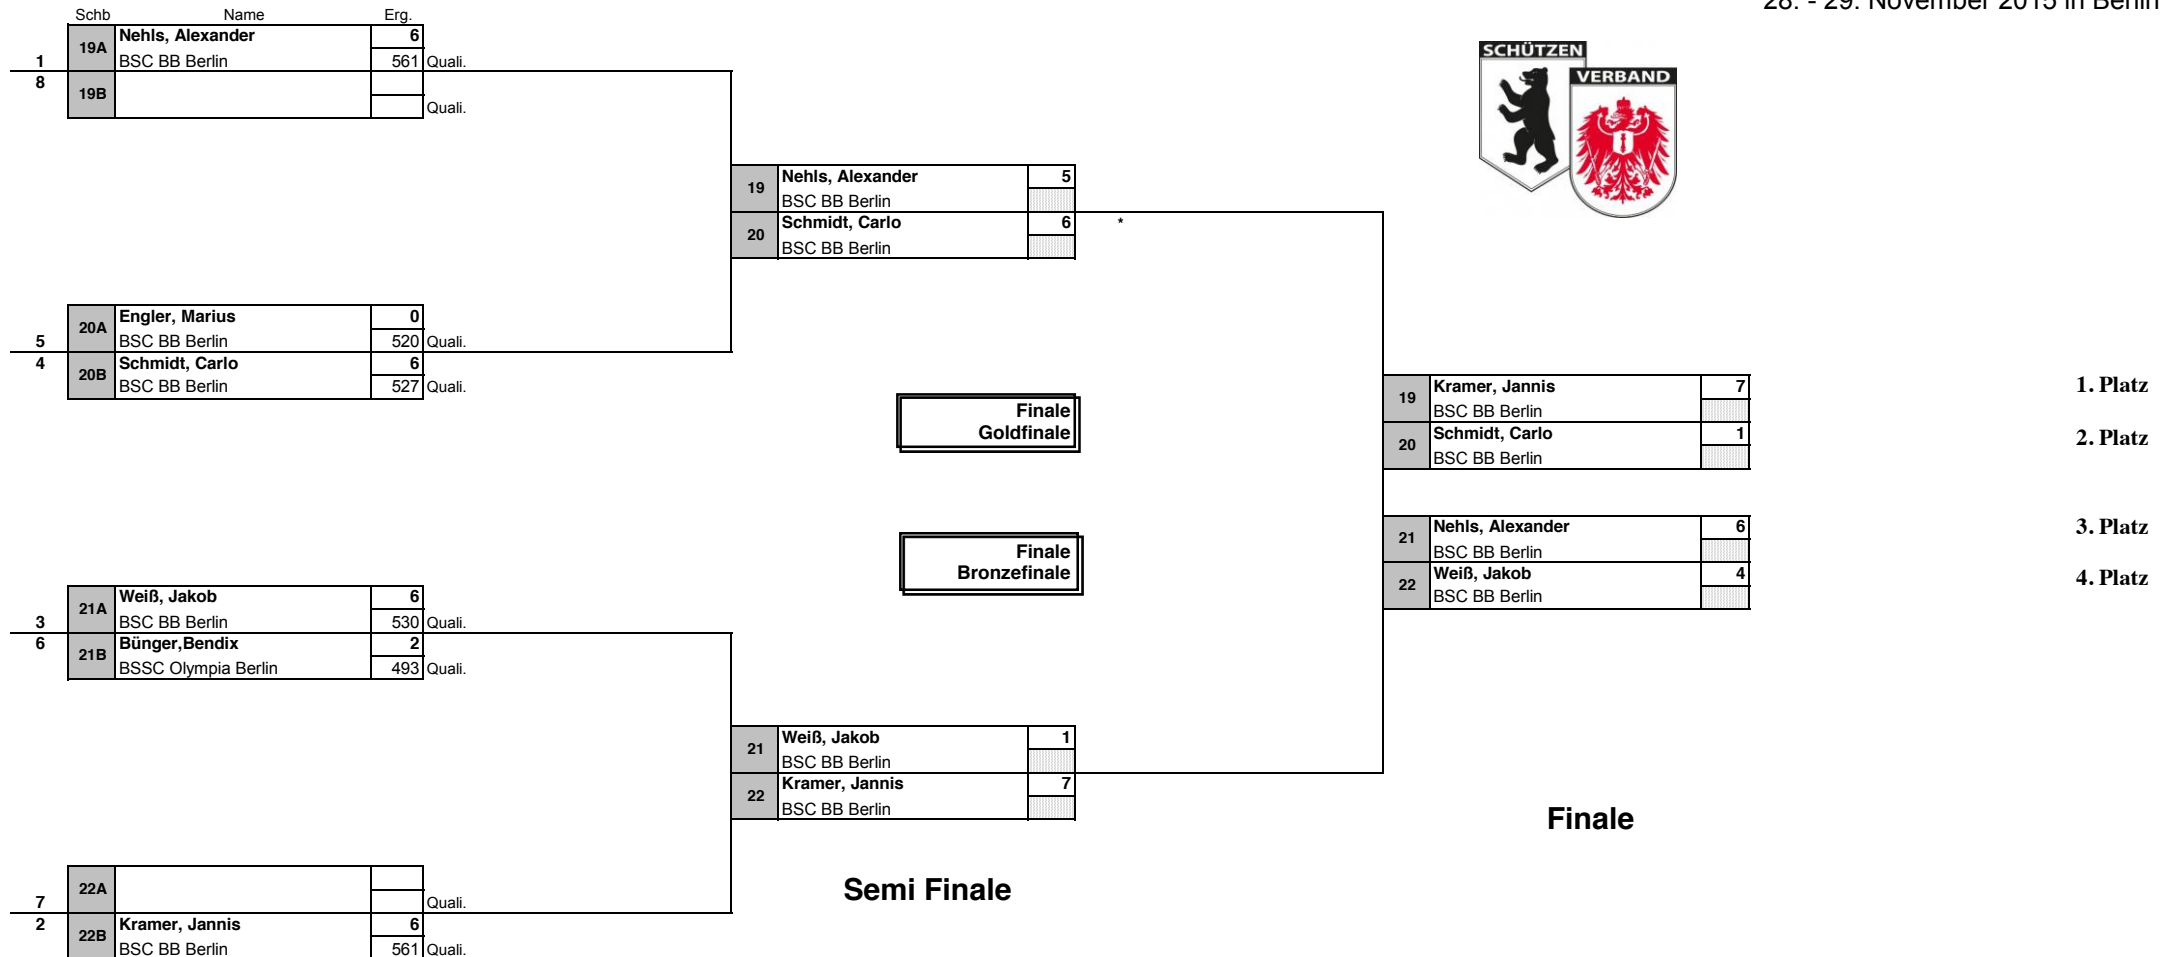 28. - 29. November 2015 in Berlin
Schb Name Erg.
19A Nehls, Alexander 6
1 BSC BB Berlin 561 Quali.
8 19B
Quali.
SCHÜTZEN
VERBAND
19 Nehls, Alexander 5
BSC BB Berlin
20 Schmidt, Carlo 6 *
BSC BB Berlin
20A Engler, Marius 0
5 BSC BB Berlin 520 Quali.
4 20B Schmidt, Carlo 6
BSC BB Berlin 527 Quali.
Finale
Goldfinale
19 Kramer, Jannis 7 1. Platz
BSC BB Berlin
20 Schmidt, Carlo 1 2. Platz
BSC BB Berlin
Finale
Bronzefinale
21 Nehls, Alexander 6 3. Platz
BSC BB Berlin
22 Weiß, Jakob 4 4. Platz
BSC BB Berlin
21A Weiß, Jakob 6
3 BSC BB Berlin 530 Quali.
6 21B Bünger,Bendix 2
BSSC Olympia Berlin 493 Quali.
21 Weiß, Jakob 1
BSC BB Berlin
22 Kramer, Jannis 7
BSC BB Berlin
Finale
Semi Finale
22A
7 Quali.
2 22B Kramer, Jannis 6
BSC BB Berlin 561 Quali.